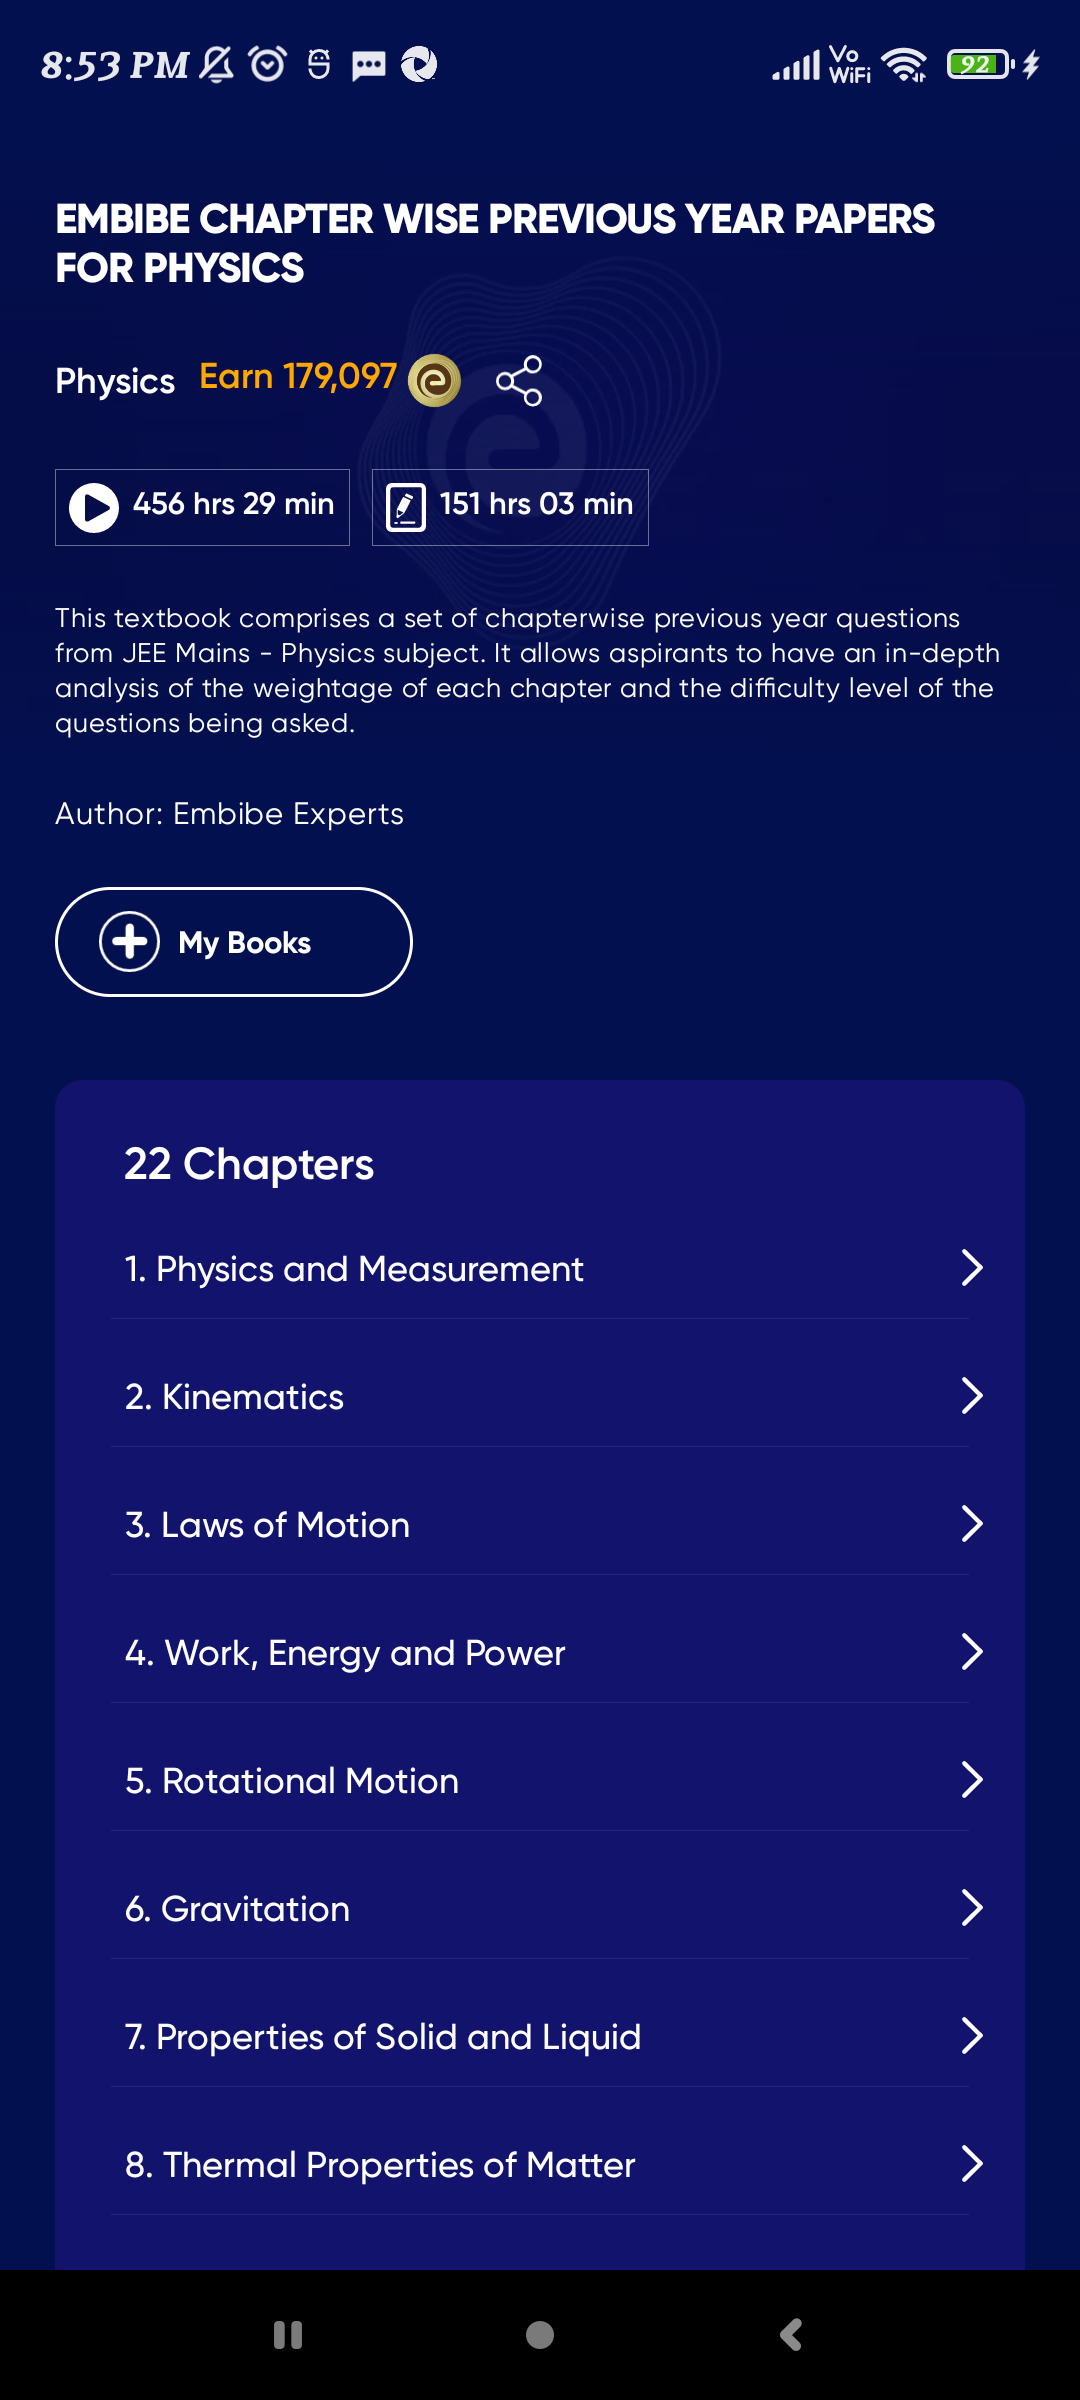 8:53 PM
Vo
WiFi
92
EMBIBE CHAPTER WISE PREVIOUS YEAR PAPERS
FOR PHYSICS
Physics Earn 179,097
456 hrs 29 min
151 hrs 03 min
This textbook comprises a set of chapterwise previous year questions
from JEE Mains - Physics subject. It allows aspirants to have an in-depth
analysis of the weightage of each chapter and the difficulty level of the
questions being asked.
Author: Embibe Experts
My Books
22 Chapters
1. Physics and Measurement
2. Kinematics
3. Laws of Motion
4. Work, Energy and Power
5. Rotational Motion
6. Gravitation
7. Properties of Solid and Liquid
8. Thermal Properties of Matter